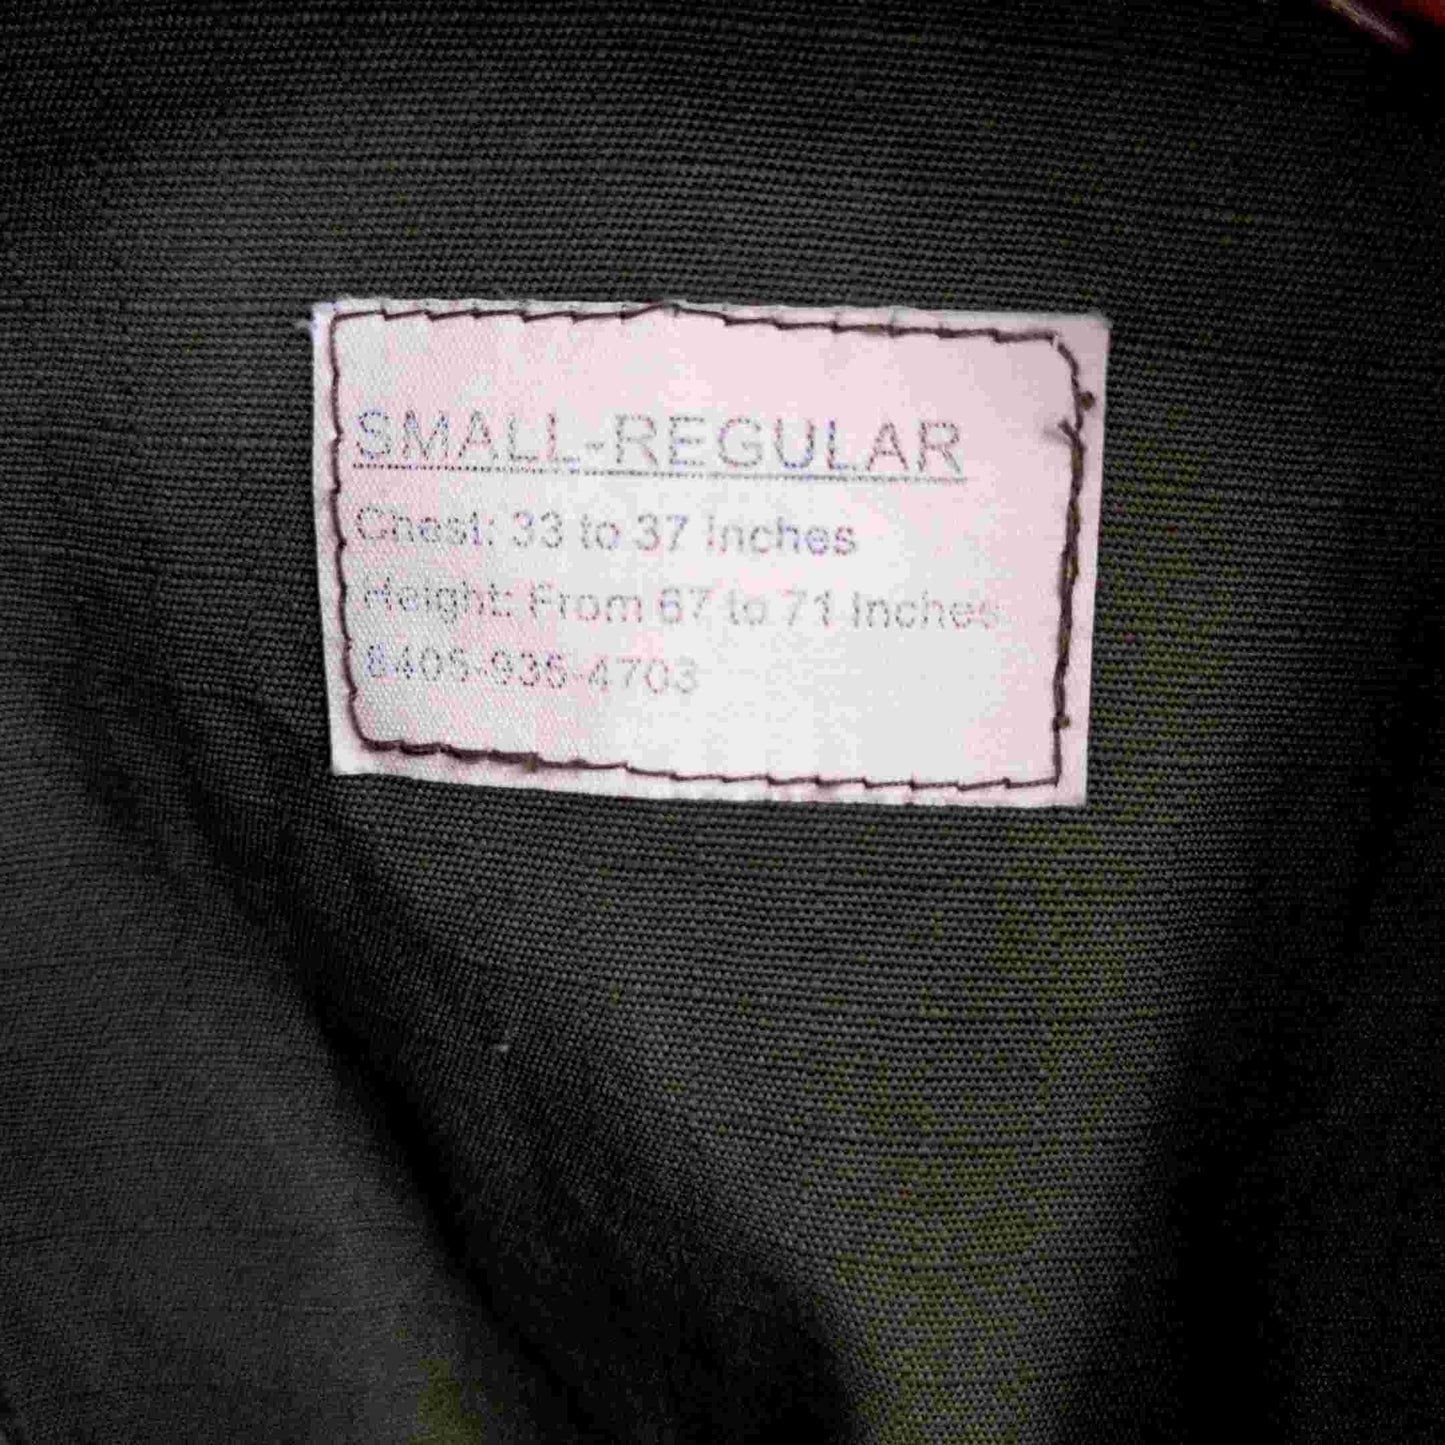 SMALL-REGULAR
Chest: 33 to 37 Inches
Height: From 67 to 71 Inches
8405-935-4703